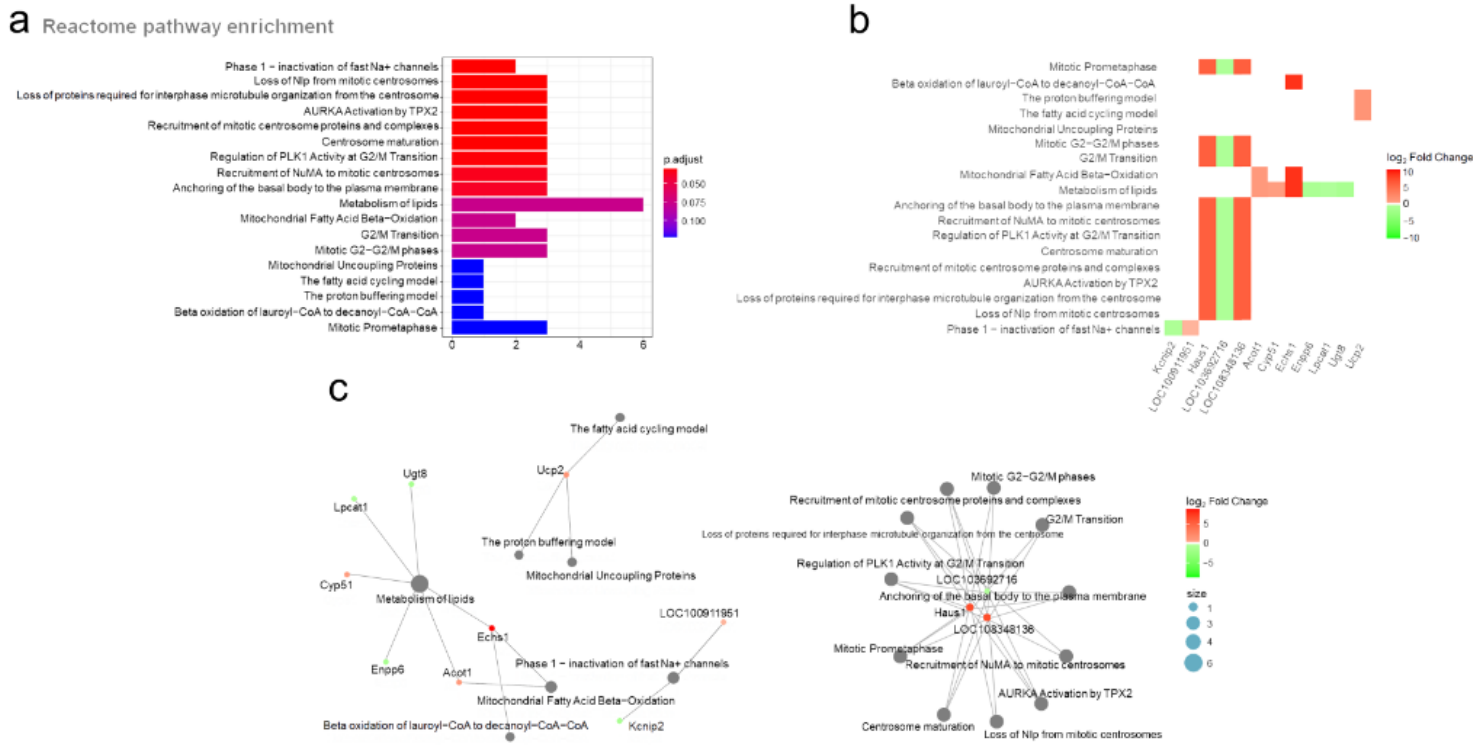 a Reactome pathway enrichment
Phase 1 − inactivation of fast Na+ channels
Loss of Nlp from mitotic centrosomes
Loss of proteins required for interphase microtubule organization from the centrosome
AURKA Activation by TPX2
Recruitment of mitotic centrosome proteins and complexes
Centrosome maturation
Regulation of PLK1 Activity at G2/M Transition
Recruitment of NuMA to mitotic centrosomes
Anchoring of the basal body to the plasma membrane
Metabolism of lipids
Mitochondrial Fatty Acid Beta−Oxidation
G2/M Transition
Mitotic G2−G2/M phases
Mitochondrial Uncoupling Proteins
The fatty acid cycling model
The proton buffering model
Beta oxidation of lauroyl−CoA to decanoyl−CoA−CoA
Mitotic Prometaphase
0 2 4 6
p.adjust
0.050
0.075
0.100
b
Mitotic Prometaphase
Beta oxidation of lauroyl−CoA to decanoyl−CoA−CoA
The proton buffering model
The fatty acid cycling model
Mitochondrial Uncoupling Proteins
Mitotic G2−G2/M phases
G2/M Transition
Mitochondrial Fatty Acid Beta−Oxidation
Metabolism of lipids
Anchoring of the basal body to the plasma membrane
Recruitment of NuMA to mitotic centrosomes
Regulation of PLK1 Activity at G2/M Transition
Centrosome maturation
Recruitment of mitotic centrosome proteins and complexes
AURKA Activation by TPX2
Loss of proteins required for interphase microtubule organization from the centrosome
Loss of Nlp from mitotic centrosomes
Phase 1 − inactivation of fast Na+ channels
Kcnip2
LOC100911951
Haus1
LOC103692716
LOC108348136
Acot1
Cyp51
Echs1
Enpp6
Lpcat1
Ugt8
Ucp2
log2 Fold Change
10
5
0
−5
−10
c
The fatty acid cycling model
Ugt8
Ucp2
Lpcat1
The proton buffering model
Mitochondrial Uncoupling Proteins
Cyp51
Metabolism of lipids
LOC100911951
Echs1
Phase 1 − inactivation of fast Na+ channels
Enpp6
Acot1
Mitochondrial Fatty Acid Beta−Oxidation
Beta oxidation of lauroyl−CoA to decanoyl−CoA−CoA
Kcnip2
Mitotic G2−G2/M phases
Recruitment of mitotic centrosome proteins and complexes
G2/M Transition
Loss of proteins required for interphase microtubule organization from the centrosome
Regulation of PLK1 Activity at G2/M Transition
LOC103692716
Anchoring of the basal body to the plasma membrane
Haus1
LOC108348136
Mitotic Prometaphase
Recruitment of NuMA to mitotic centrosomes
AURKA Activation by TPX2
Centrosome maturation
Loss of Nlp from mitotic centrosomes
log2 Fold Change
5
0
−5
size
1
3
4
6